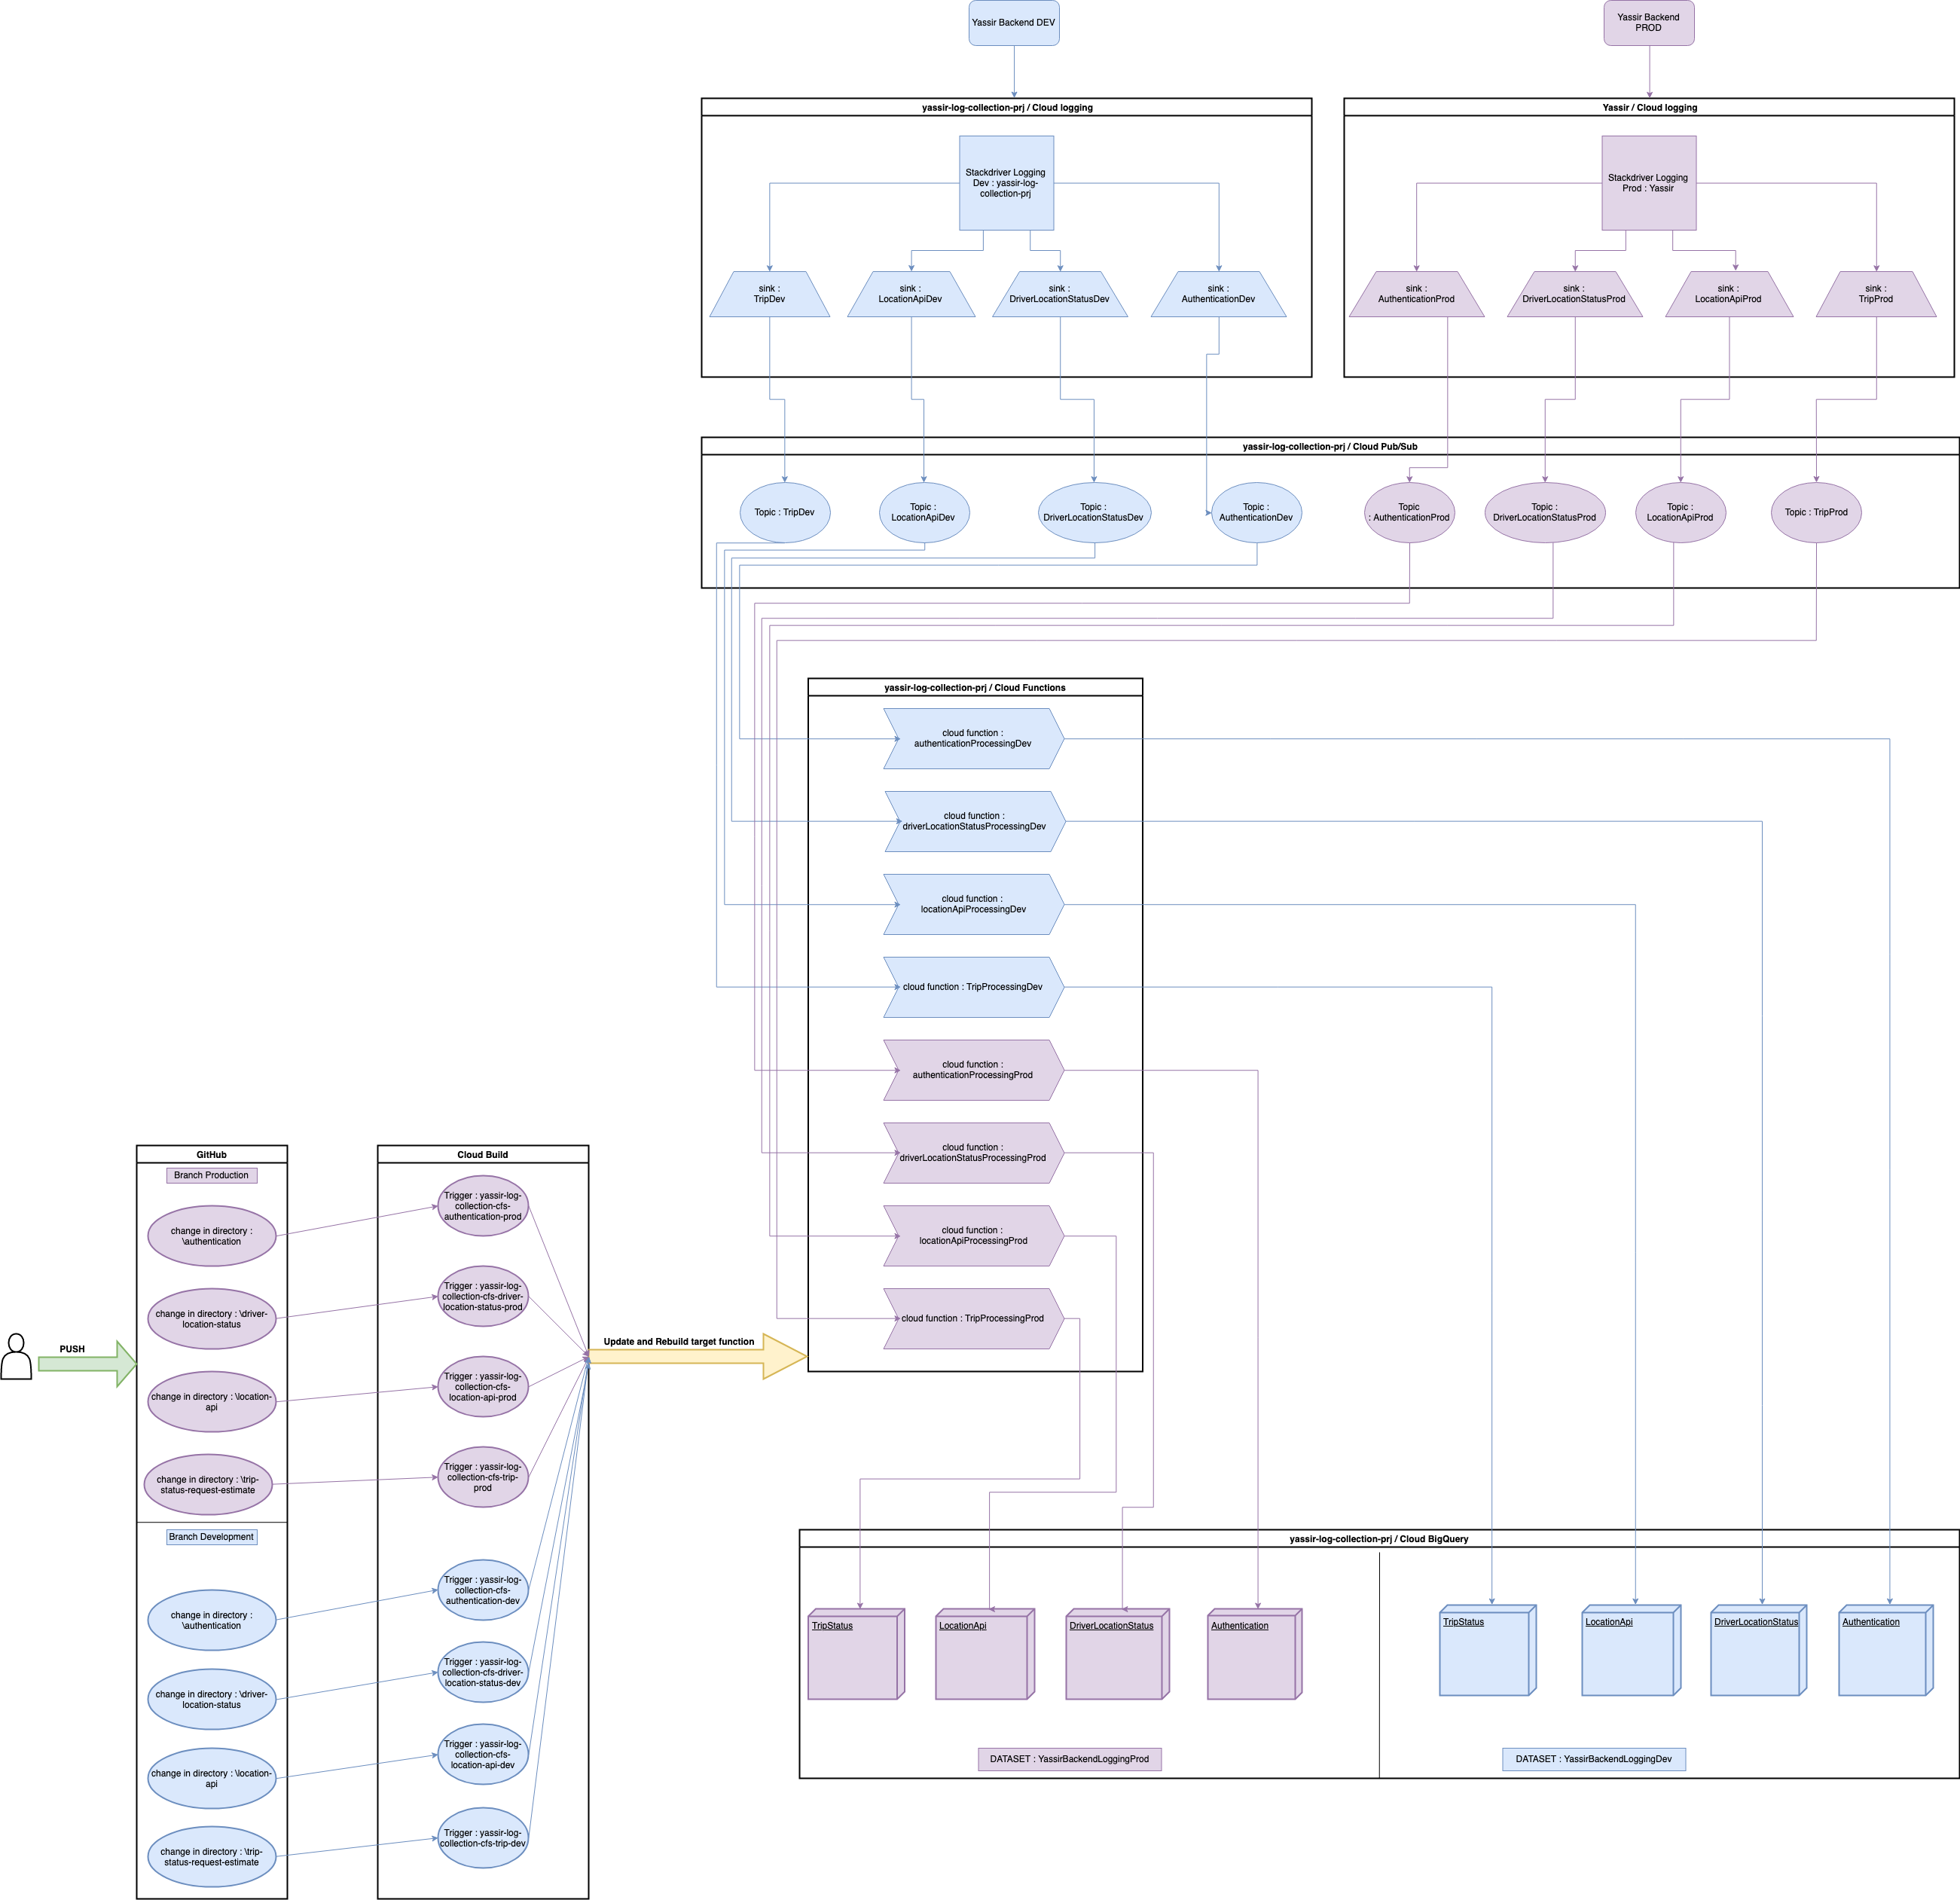 Yassir Backend DEV
Yassir Backend
PROD
yassir-log-collection-prj / Cloud logging
Yassir / Cloud logging
Stackdriver Logging
Dev : yassir-log-
collection-prj
Stackdriver Logging
Prod : Yassir
sink :
TripDev
sink :
LocationApiDev
sink :
DriverLocationStatusDev
sink :
AuthenticationDev
sink :
AuthenticationProd
sink :
DriverLocationStatusProd
sink :
LocationApiProd
sink :
TripProd
yassir-log-collection-prj / Cloud Pub/Sub
Topic : TripDev
Topic :
LocationApiDev
Topic :
DriverLocationStatusDev
Topic :
AuthenticationDev
Topic
: AuthenticationProd
Topic :
DriverLocationStatusProd
Topic :
LocationApiProd
Topic : TripProd
yassir-log-collection-prj / Cloud Functions
cloud function :
authenticationProcessingDev
cloud function :
driverLocationStatusProcessingDev
cloud function :
locationApiProcessingDev
cloud function : TripProcessingDev
cloud function :
authenticationProcessingProd
cloud function :
driverLocationStatusProcessingProd
cloud function :
locationApiProcessingProd
cloud function : TripProcessingProd
GitHub
Branch Production
change in directory :
\authentication
change in directory : \driver-
location-status
change in directory : \location-
api
change in directory : \trip-
status-request-estimate
Branch Development
change in directory :
\authentication
change in directory : \driver-
location-status
change in directory : \location-
api
change in directory : \trip-
status-request-estimate
PUSH
Cloud Build
Trigger : yassir-log-
collection-cfs-
authentication-prod
Trigger : yassir-log-
collection-cfs-driver-
location-status-prod
Trigger : yassir-log-
collection-cfs-
location-api-prod
Trigger : yassir-log-
collection-cfs-trip-
prod
Trigger : yassir-log-
collection-cfs-
authentication-dev
Trigger : yassir-log-
collection-cfs-driver-
location-status-dev
Trigger : yassir-log-
collection-cfs-
location-api-dev
Trigger : yassir-log-
collection-cfs-trip-dev
Update and Rebuild target function
yassir-log-collection-prj / Cloud BigQuery
TripStatus
LocationApi
DriverLocationStatus
Authentication
TripStatus
LocationApi
DriverLocationStatus
Authentication
DATASET : YassirBackendLoggingProd
DATASET : YassirBackendLoggingDev